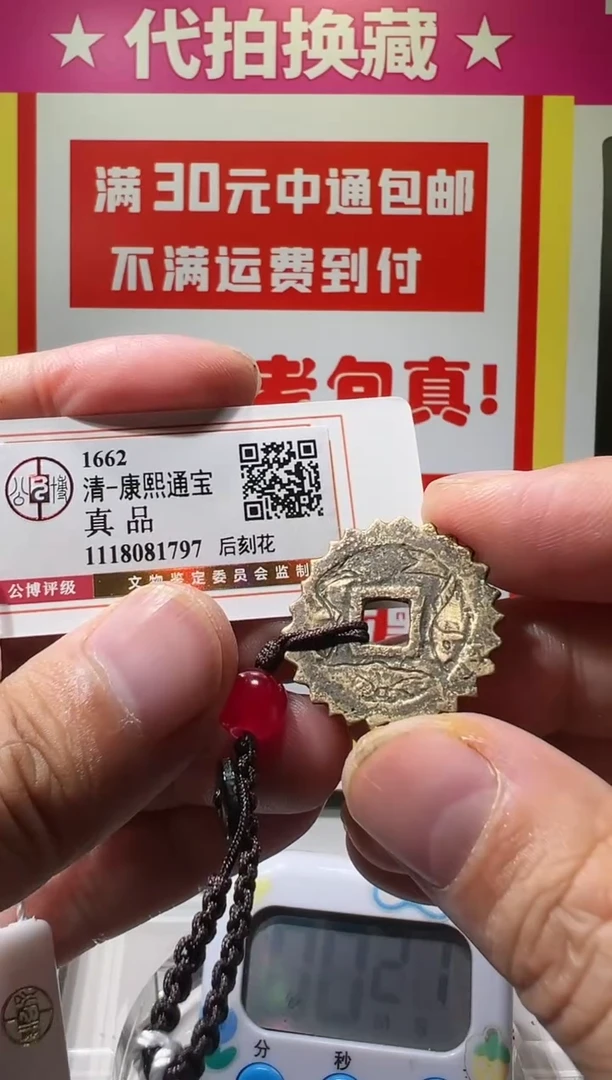 ★代拍换藏★
满30元中通包邮
不满运费到付
老包真!
1662
清-康熙通宝
真品
1118081797 后刻花
公博评级
文物鉴定委员会监制
分 秒